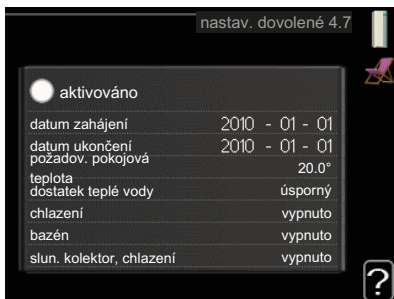 nastav. dovolené 4.7
aktivováno
datum zahájení 2010 - 01 - 01
datum ukončení 2010 - 01 - 01
požadov. pokojová
teplota 20.0°
dostatek teplé vody úsporný
chlazení vypnuto
bazén vypnuto
slun. kolektor, chlazení vypnuto
?